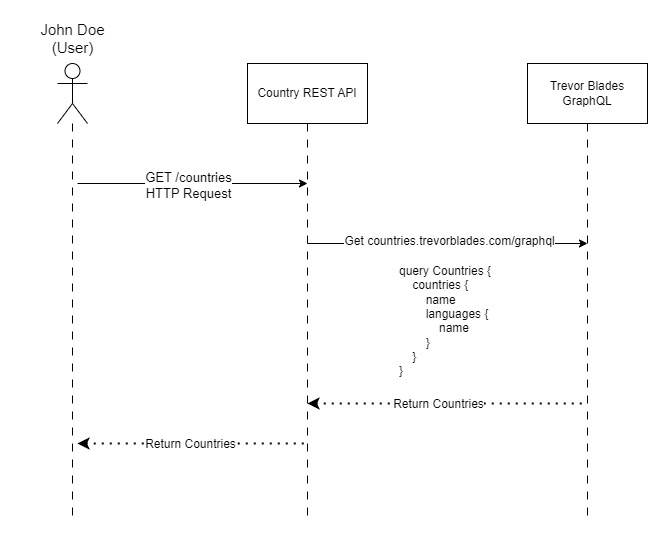 John Doe
(User)
Country REST API
Trevor Blades
GraphQL
GET /countries
HTTP Request
Get countries.trevorblades.com/graphql
query Countries {
countries {
name
languages {
name
}
}
}
Return Countries
Return Countries